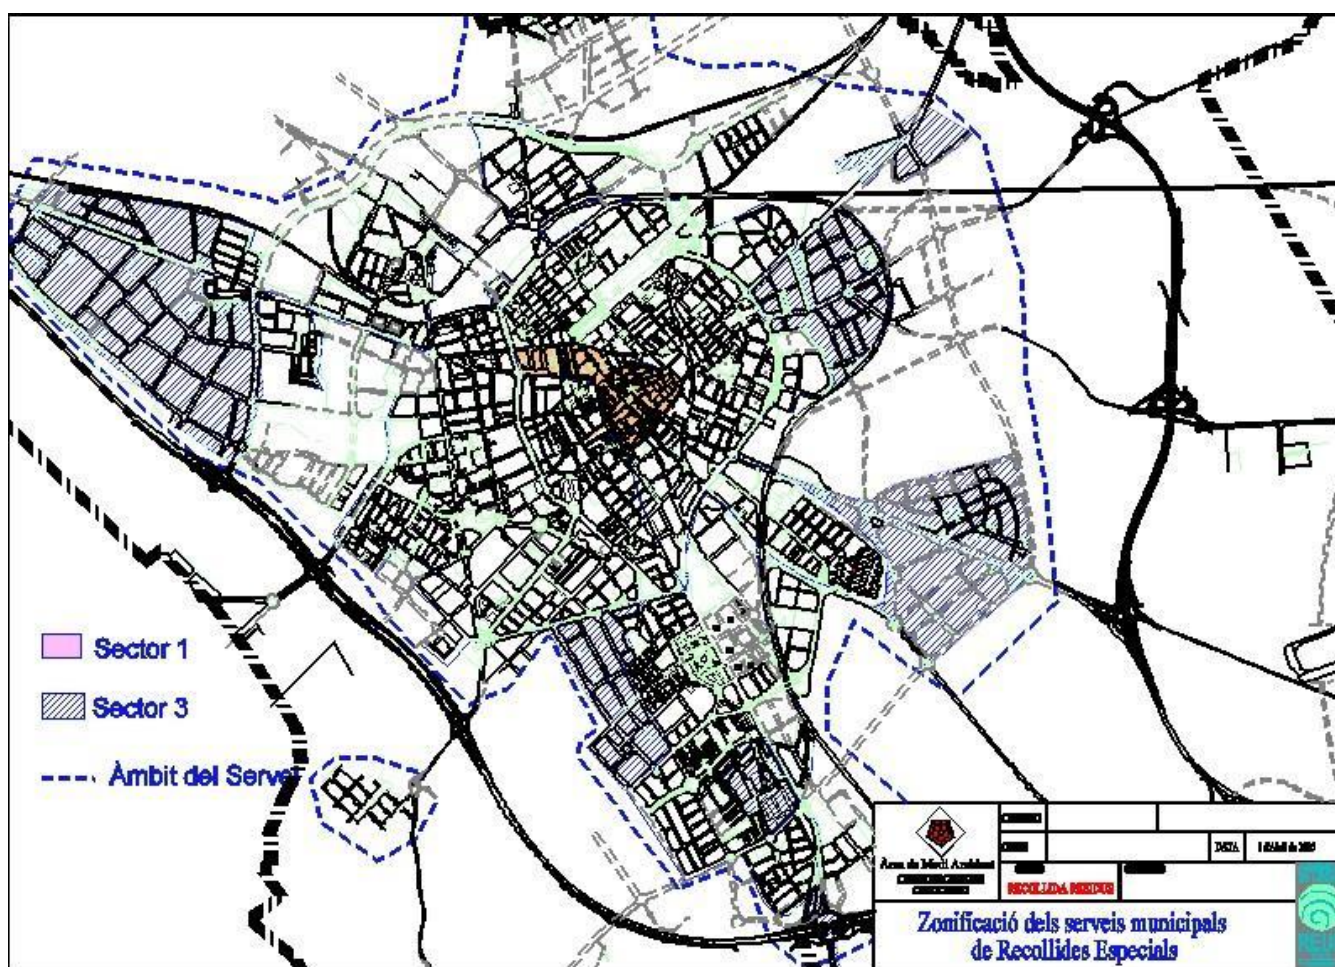 Sector 1
Sector 3
Àmbit del Servei
Àrea de Medi Ambient
DATA
RECOLLIDA RESIDUS
Zonificació dels serveis municipals
de Recollides Especials